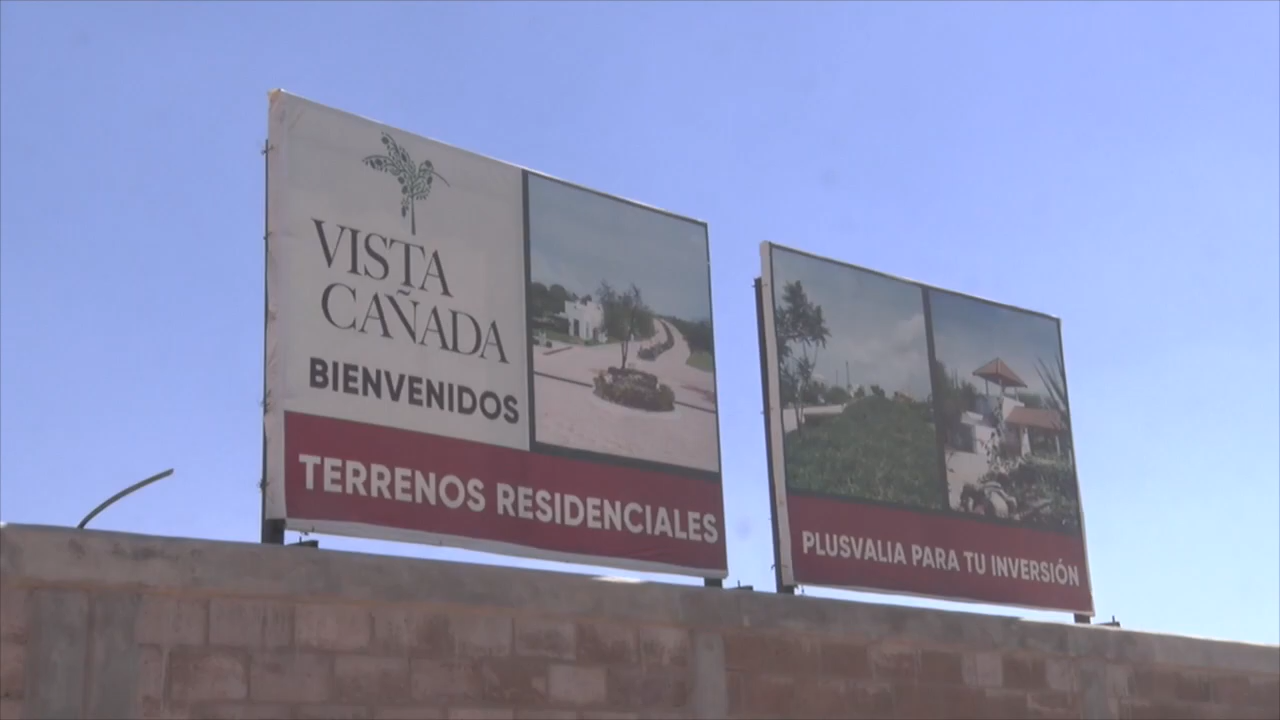 VISTA
CAÑADA
BIENVENIDOS
TERRENOS RESIDENCIALES
PLUSVALIA PARA TU INVERSIÓN